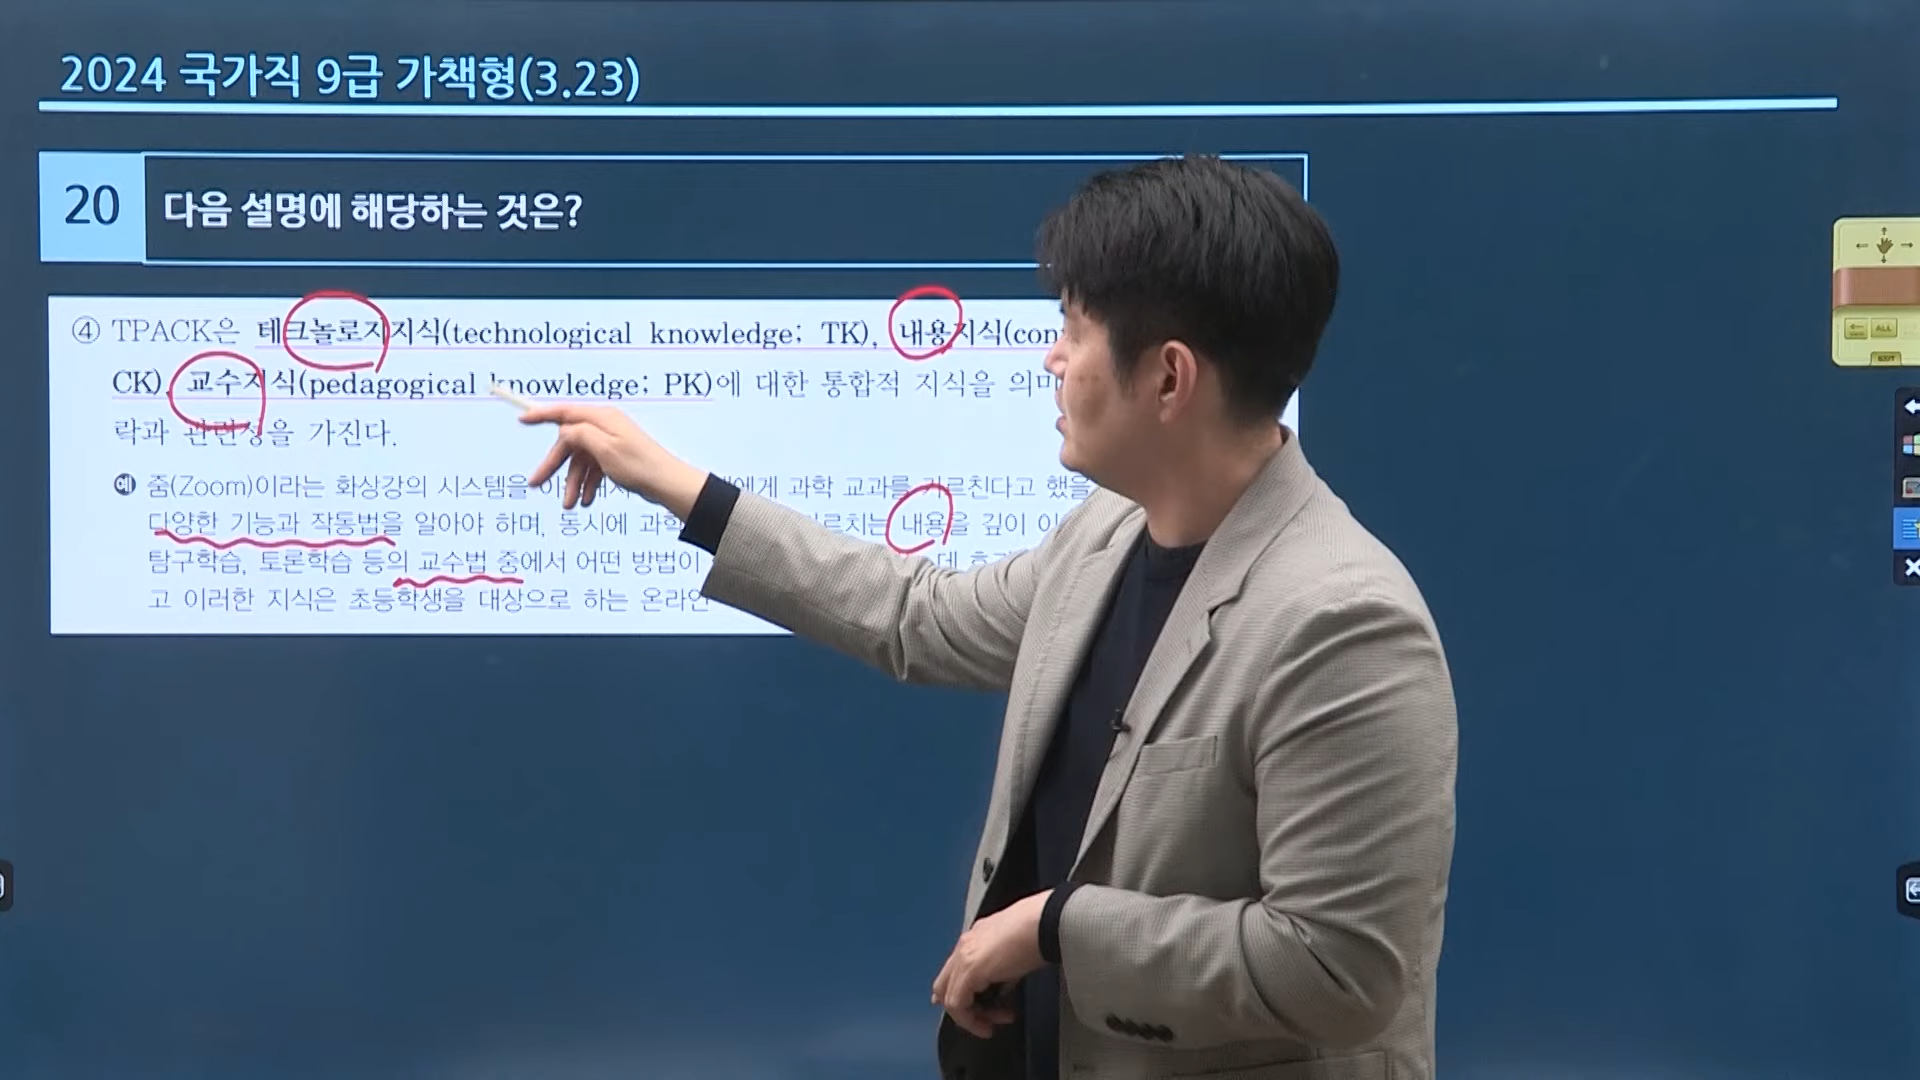 2024 국가직 9급 가책형(3.23)
20 다음 설명에 해당하는 것은?
④ TPACK은 테크놀로지지식(technological knowledge; TK), 내용지식(con
CK), 교수지식(pedagogical knowledge; PK)에 대한 통합적 지식을 의미
락과 관련성을 가진다.
예 줌(Zoom)이라는 화상강의 시스템을 에게 과학 교과를 가르친다고 했을
다양한 기능과 작동법을 알아야 하며, 동시에 과학 르치는 내용을 깊이 이
탐구학습, 토론학습 등의 교수법 중에서 어떤 방법이 데
고 이러한 지식은 초등학생을 대상으로 하는 온라인
ALL
EXIT